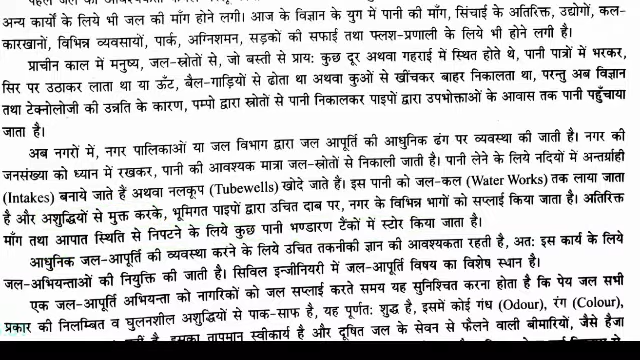 अन्य कार्यों के लिये भी जल की माँग होने लगी। आज के विज्ञान के युग में पानी की माँग, सिंचाई के अतिरिक्त, उद्योगों, कल-
कारखानों, विभिन्न व्यवसायों, पार्क, अग्निशमन, सड़कों की सफाई तथा फ्लश-प्रणाली के लिये भी होने लगी है।
प्राचीन काल में मनुष्य, जल-स्रोतों से, जो बस्ती से प्राय: कुछ दूर अथवा गहराई में स्थित होते थे, पानी पात्रों में भरकर,
सिर पर उठाकर लाता था या ऊँट, बैल-गाड़ियों से ढोता था अथवा कुओं से खींचकर बाहर निकालता था, परन्तु अब विज्ञान
तथा टेक्नोलोजी की उन्नति के कारण, पम्पो द्वारा स्रोतों से पानी निकालकर पाइपों द्वारा उपभोक्ताओं के आवास तक पानी पहुँचाया
जाता है।
अब नगरों में, नगर पालिकाओं या जल विभाग द्वारा जल आपूर्ति की आधुनिक ढंग पर व्यवस्था की जाती है। नगर की
जनसंख्या को ध्यान में रखकर, पानी की आवश्यक मात्रा जल-स्रोतों से निकाली जाती है। पानी लेने के लिये नदियों में अन्तर्ग्राही
(Intakes) बनाये जाते हैं अथवा नलकूप (Tubewells) खोदे जाते हैं। इस पानी को जल-कल (Water Works) तक लाया जाता
है और अशुद्धियों से मुक्त करके, भूमिगत पाइपों द्वारा उचित दाब पर, नगर के विभिन्न भागों को सप्लाई किया जाता है। अतिरिक्त
माँग तथा आपात स्थिति से निपटने के लिये कुछ पानी भण्डारण टैंकों में स्टोर किया जाता है।
आधुनिक जल-आपूर्ति की व्यवस्था करने के लिये उचित तकनीकी ज्ञान की आवश्यकता रहती है, अत: इस कार्य के लिये
जल-अभियन्ताओं की नियुक्ति की जाती है। सिविल इन्जीनियरी में जल-आपूर्ति विषय का विशेष स्थान है।
एक जल-आपूर्ति अभियन्ता को नागरिकों को जल सप्लाई करते समय यह सुनिश्चित करना होता है कि पेय जल सभी
प्रकार की निलम्बित व घुलनशील अशुद्धियों से पाक-साफ है, यह पूर्णत: शुद्ध है, इसमें कोई गंध (Odour), रंग (Colour),
इसका तापमान स्वीकार्य है और दूषित जल के सेवन से फैलने वाली बीमारियों, जैसे हैजा